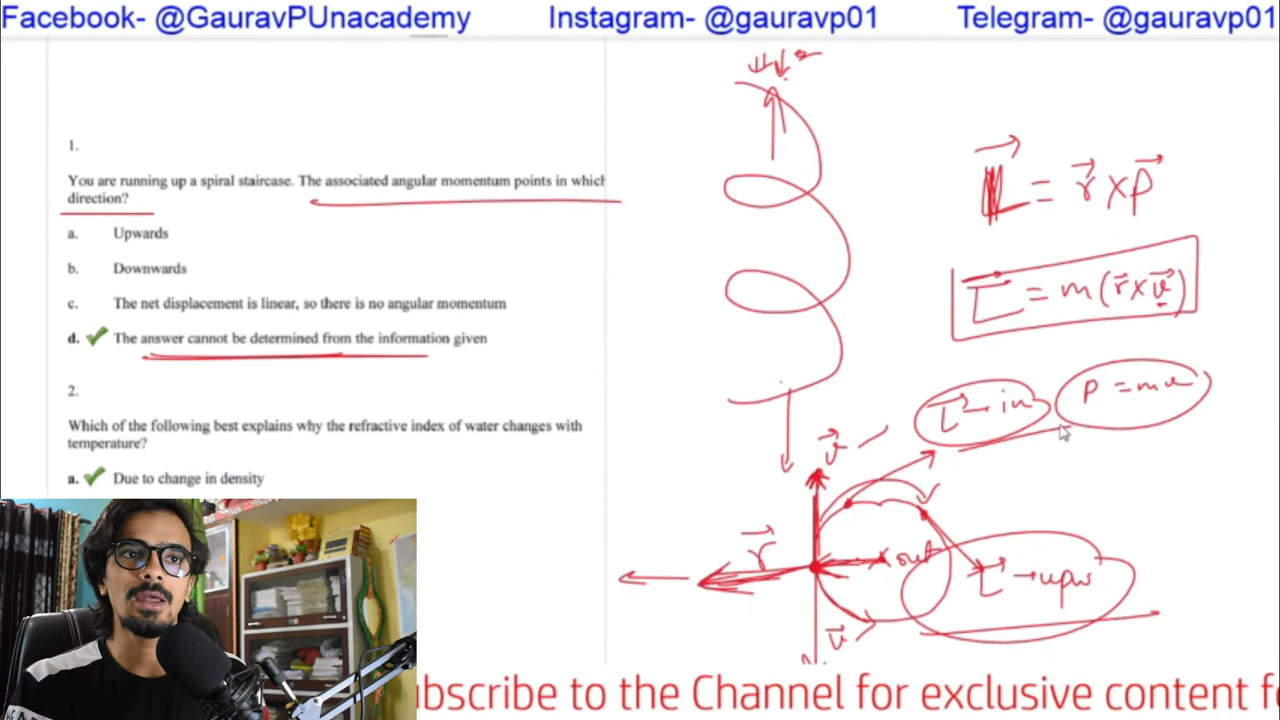 Facebook- @GauravPUnacademy Instagram- @gauravp01 Telegram- @gauravp01
1.
You are running up a spiral staircase. The associated angular momentum points in which
direction?
a. Upwards
b. Downwards
c. The net displacement is linear, so there is no angular momentum
d. The answer cannot be determined from the information given
2.
Which of the following best explains why the refractive index of water changes with
temperature?
a. Due to change in density
L = r × p
L = m(r × v)
L → in
P = mv
v
r
x out
L → upw
v
ubscribe to the Channel for exclusive content f